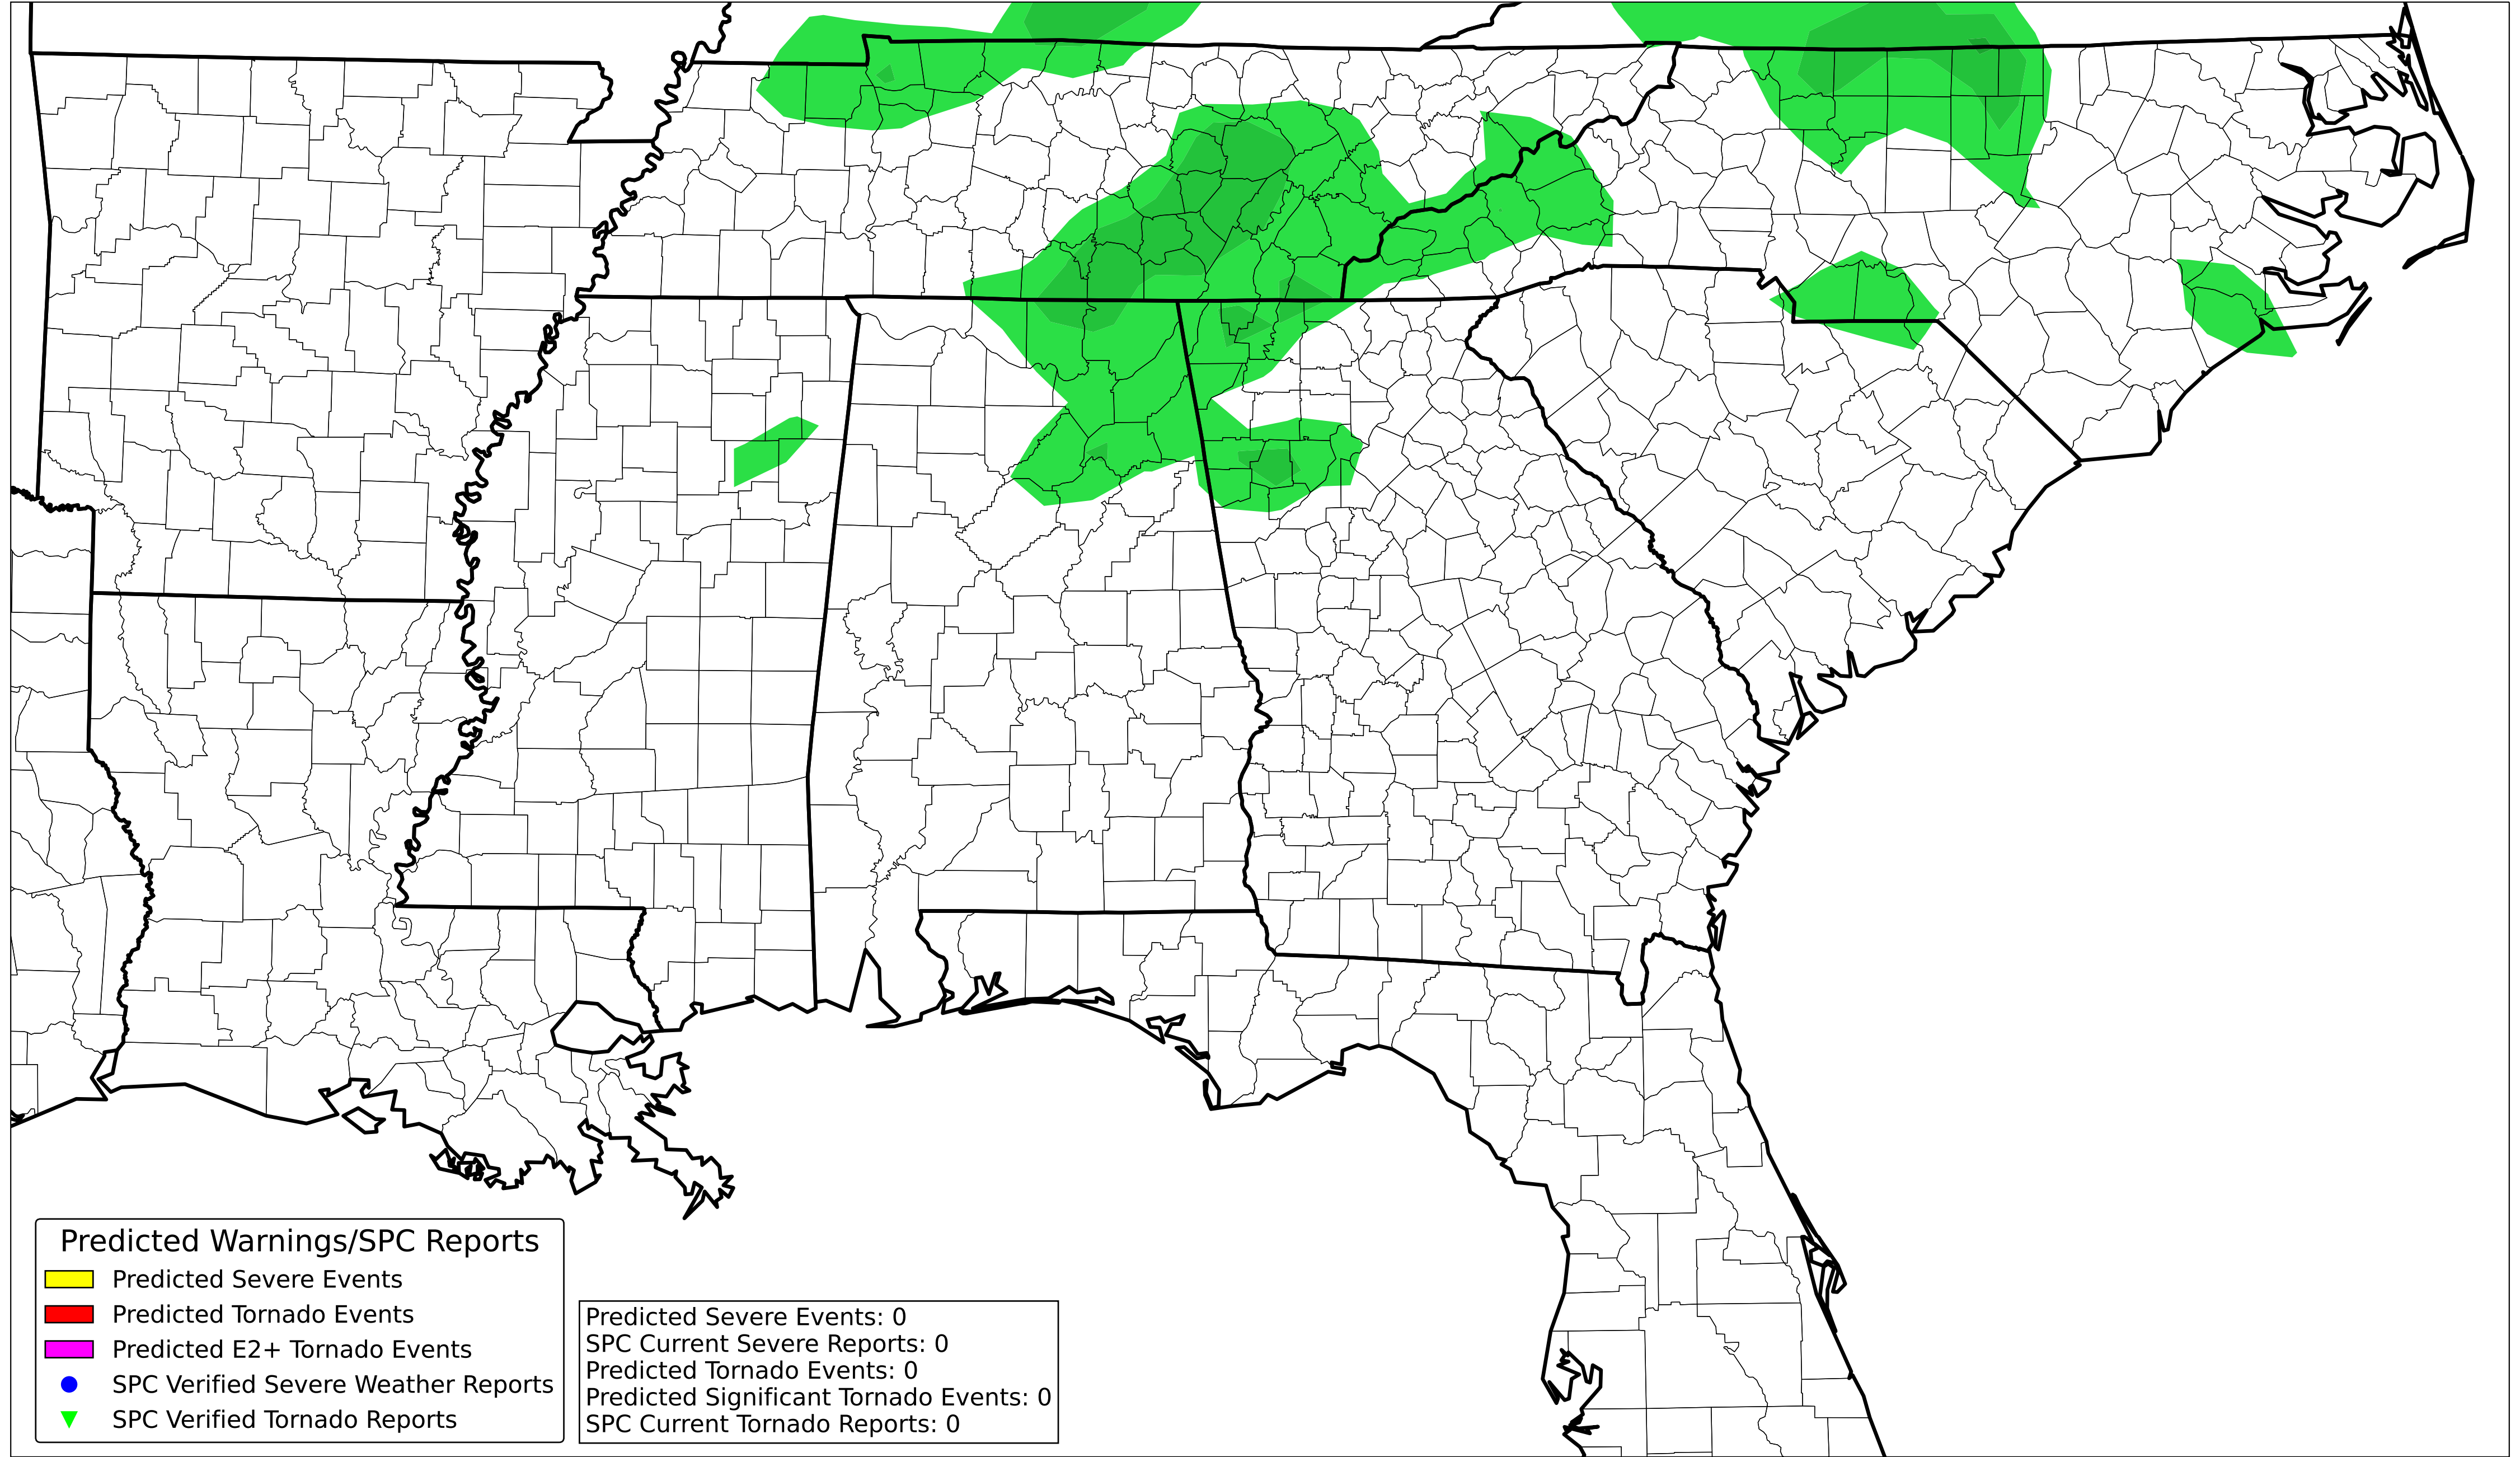 Predicted Warnings/SPC Reports
Predicted Severe Events
Predicted Tornado Events
Predicted E2+ Tornado Events
SPC Verified Severe Weather Reports
SPC Verified Tornado Reports
Predicted Severe Events: 0
SPC Current Severe Reports: 0
Predicted Tornado Events: 0
Predicted Significant Tornado Events: 0
SPC Current Tornado Reports: 0